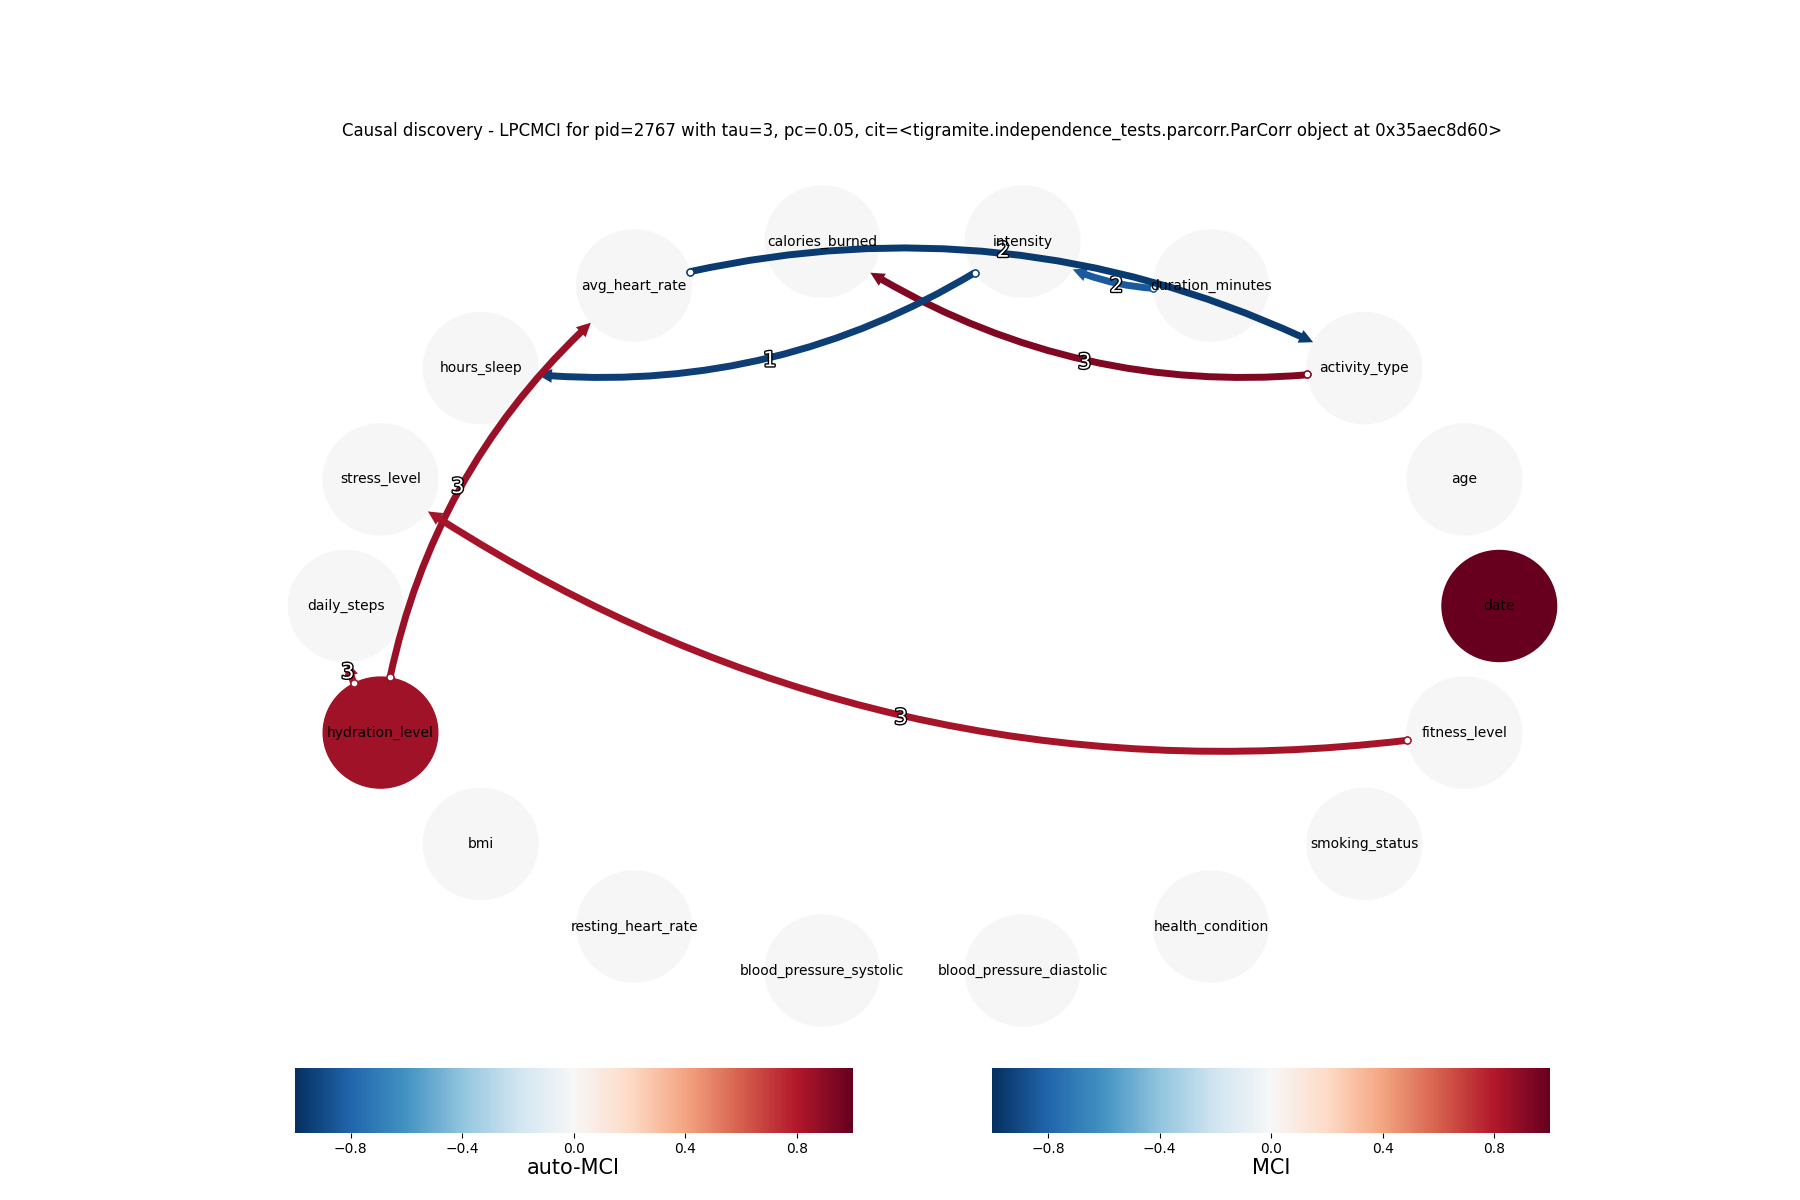 Causal discovery - LPCMCI for pid=2767 with tau=3, pc=0.05, cit=<tigramite.independence_tests.parcorr.ParCorr object at 0x35aec8d60>
calories_burned
intensity
2
avg_heart_rate
2
duration_minutes
1
3
hours_sleep
activity_type
stress_level
3
age
daily_steps
date
3
3
hydration_level
fitness_level
bmi
smoking_status
resting_heart_rate
health_condition
blood_pressure_systolic
blood_pressure_diastolic
−0.8 −0.4 0.0 0.4 0.8
−0.8 −0.4 0.0 0.4 0.8
auto-MCI
MCI